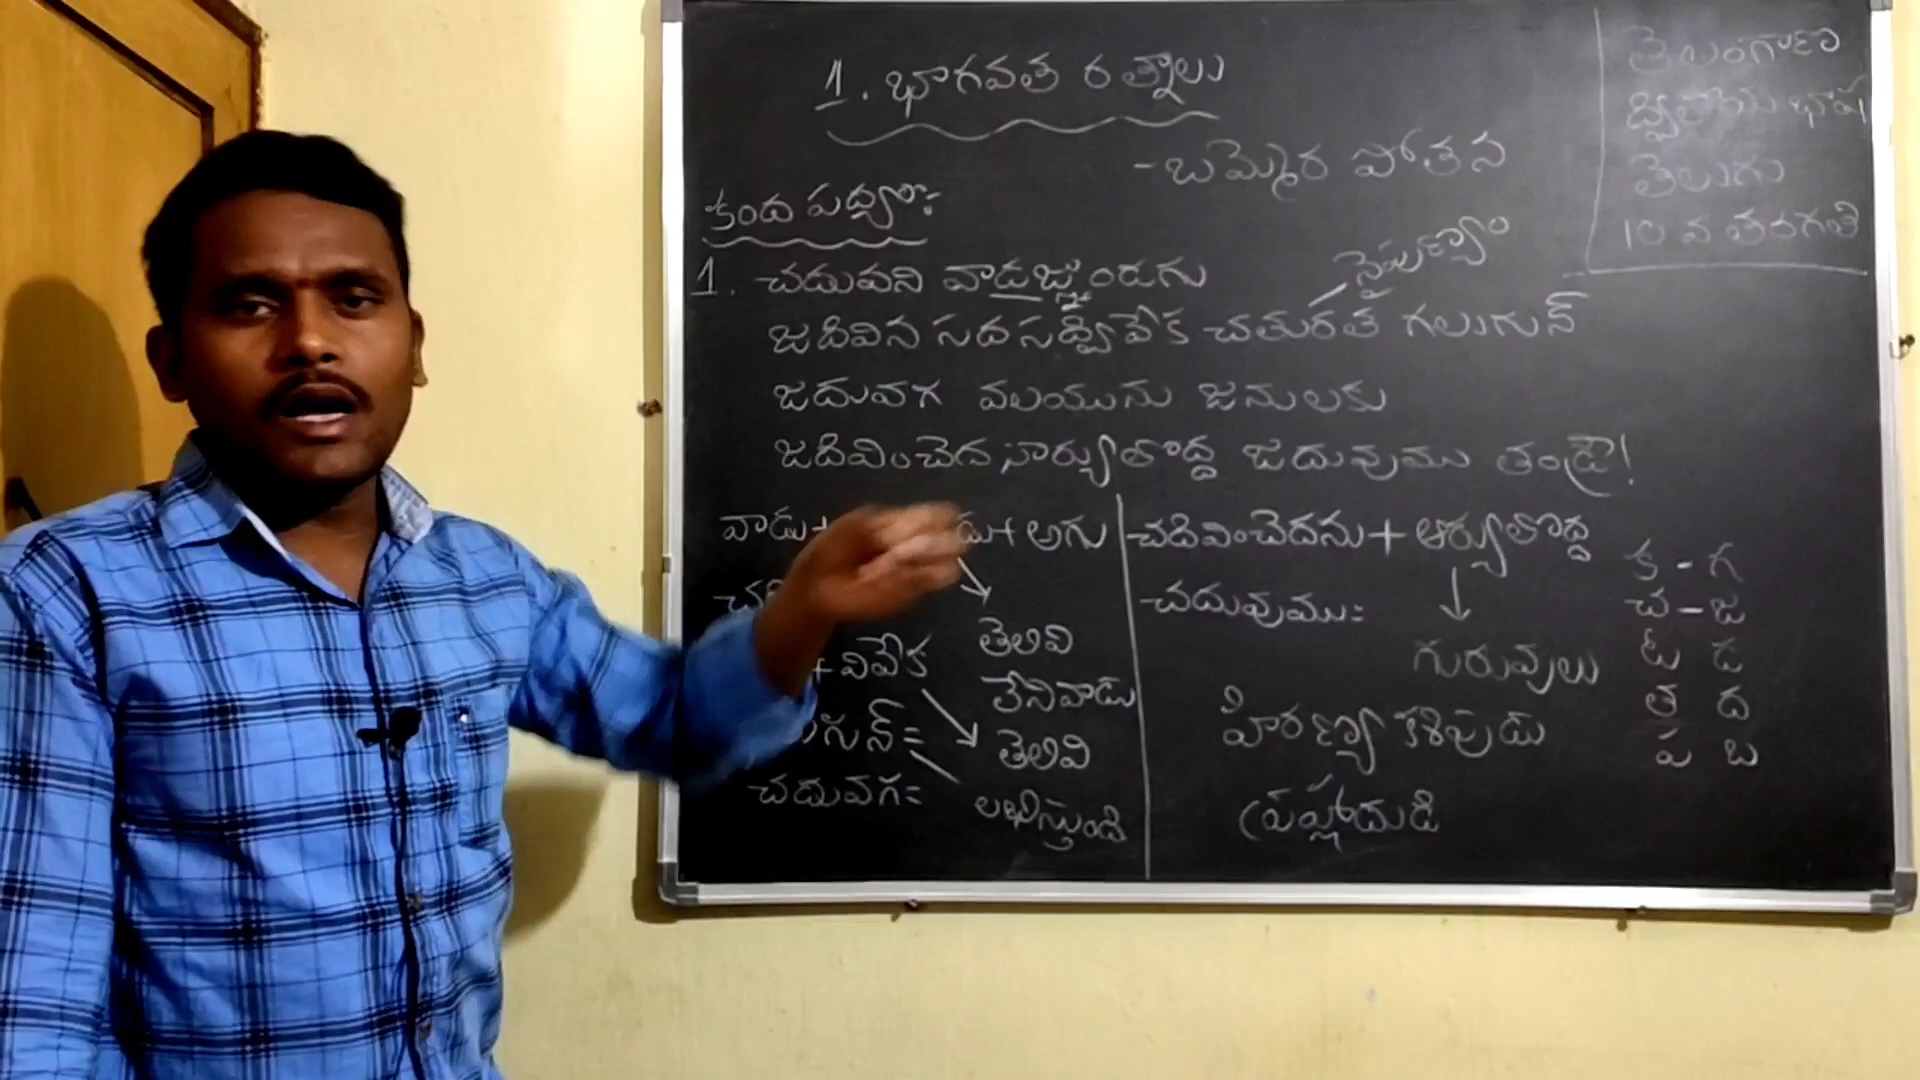 1. భాగవత రత్నాలు
-బమ్మెర పోతన
తెలంగాణ
ద్వితీయ భాష
తెలుగు
10 వ తరగతి
కంద పద్యం:
1. చదువని వాడజ్ఞుండగు
నైపుణ్యం
జదివిన సదసద్వివేక చతురత గలుగున్
జదువగ వలయును జనులకు
జదివించెద నార్యులొద్ద జదువుము తండ్రీ!
వాడు+
డు+ అగు
తెలివి
లేనివాడు
+ వివేక
తెలివి
చదువగ=
లభిస్తుంది
చదివించెదను + ఆర్యులొద్ద
చదువుము:
గురువులు
హిరణ్య కశిపుడు
ప్రహ్లాదుడి
క - గ
చ - జ
ట డ
త ద
ప బ